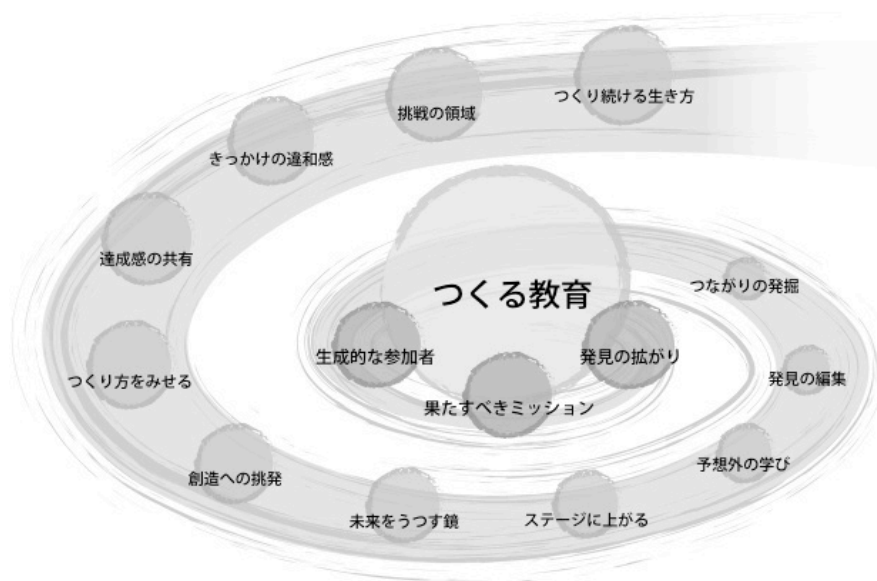 つくり続ける生き方
挑戦の領域
きっかけの違和感
達成感の共有
つくる教育
つながりの発掘
生成的な参加者
発見の拡がり
つくり方をみせる
発見の編集
果たすべきミッション
予想外の学び
創造への挑発
未来をうつす鏡
ステージに上がる